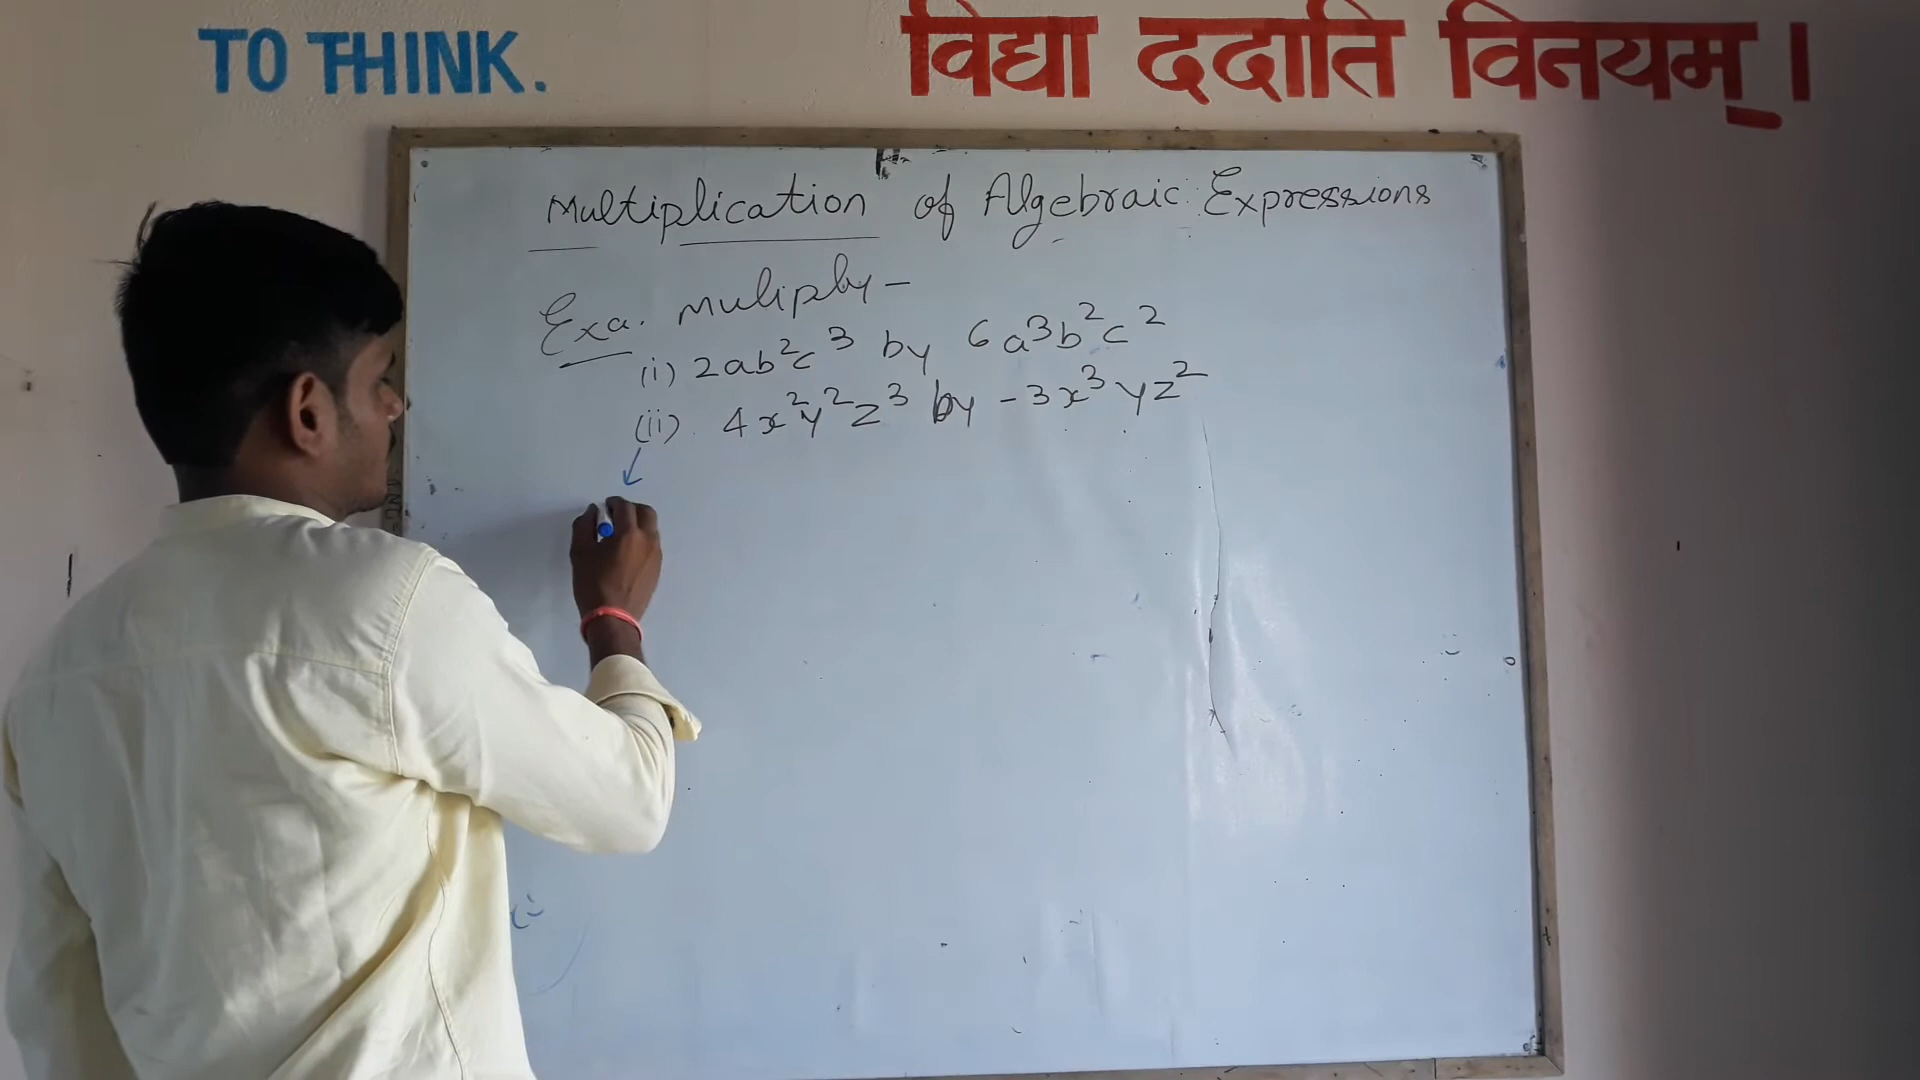 TO THINK.
विद्या ददाति विनयम्।
Multiplication of Algebraic Expressions
Exa. Muliply-
(i) 2ab²c³ by 6a³b²c²
(ii). 4x²y²z³ by -3x³yz²